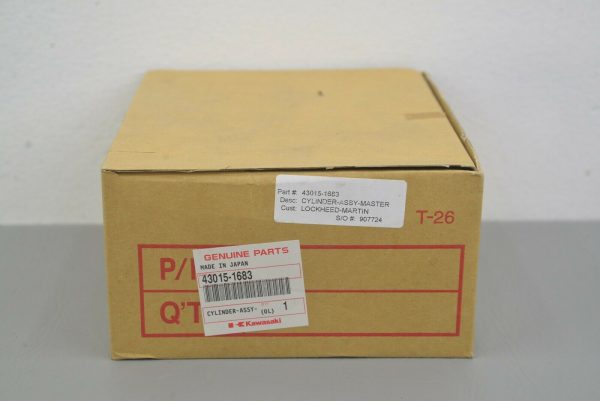 Part #: 43015-1683
Desc: CYLINDER-ASSY-MASTER
Cust: LOCKHEED-MARTIN
S/O #: 907724
T-26
GENUINE PARTS
MADE IN JAPAN
P/
43015-1683
Q'T
CYLINDER-ASSY- (OL) 1
Kawasaki